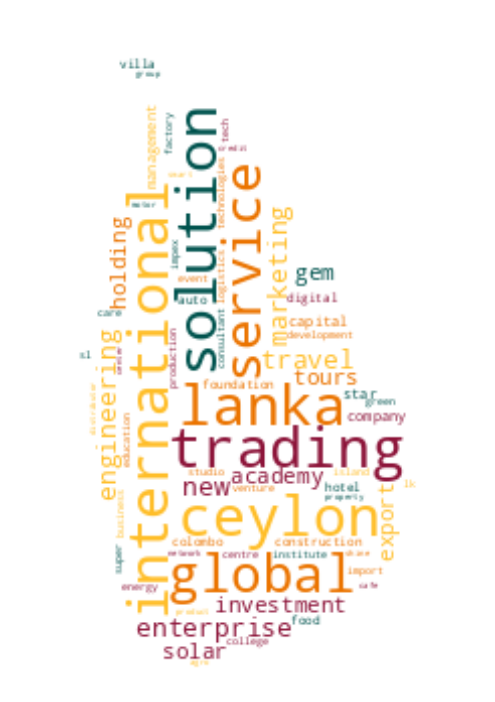 villa
group
management
factory
solution
tech
credit
smart
technologies
motor
international
service
holding
marketing
impex
gem
event
logistics
auto
digital
care
consultant
capital
development
sl
production
engineering
travel
foundation
tours
star
green
distributor
lanka
company
education
trading
studio
academy
island
new
venture
hotel
lk
property
business
ceylon
export
super
colombo
construction
network
centre
institute
shine
global
import
energy
cafe
investment
product
enterprise
food
college
solar
agro